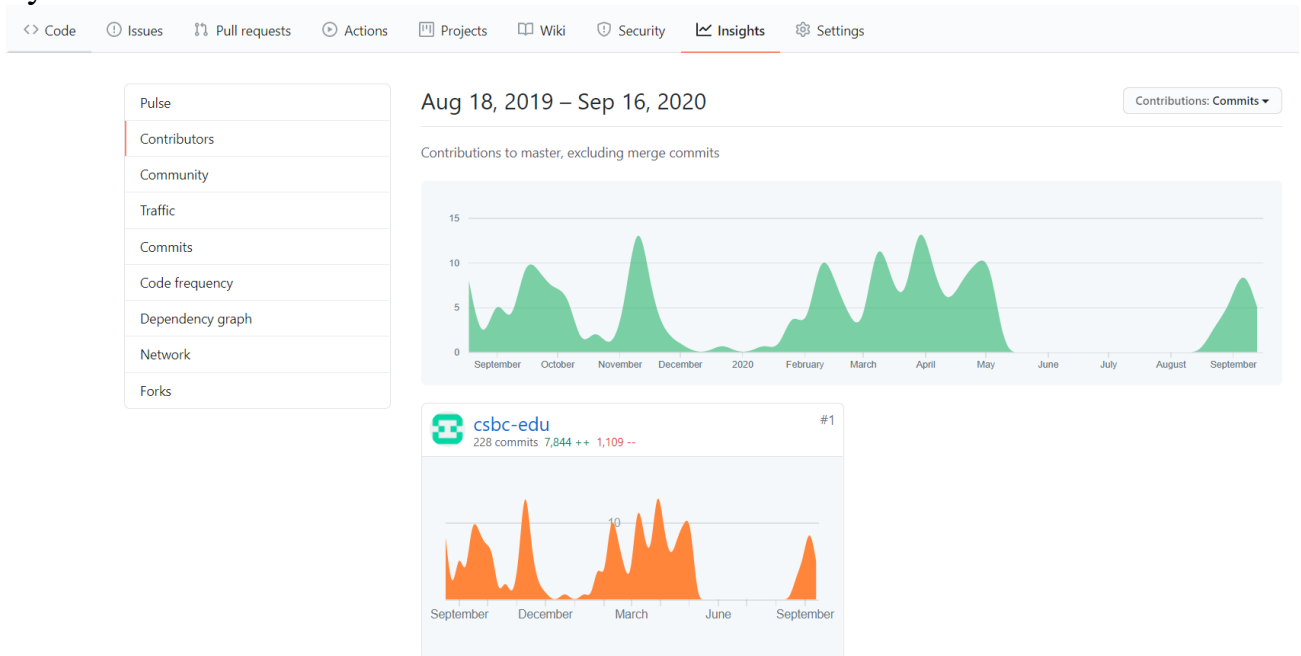 Code Issues Pull requests Actions Projects Wiki Security Insights Settings
Pulse
Contributors
Community
Traffic
Commits
Code frequency
Dependency graph
Network
Forks
Aug 18, 2019 – Sep 16, 2020
Contributions: Commits
Contributions to master, excluding merge commits
15
10
5
0
September October November December 2020 February March April May June July August September
csbc-edu
#1
228 commits 7,844 ++ 1,109 --
10
September December March June September